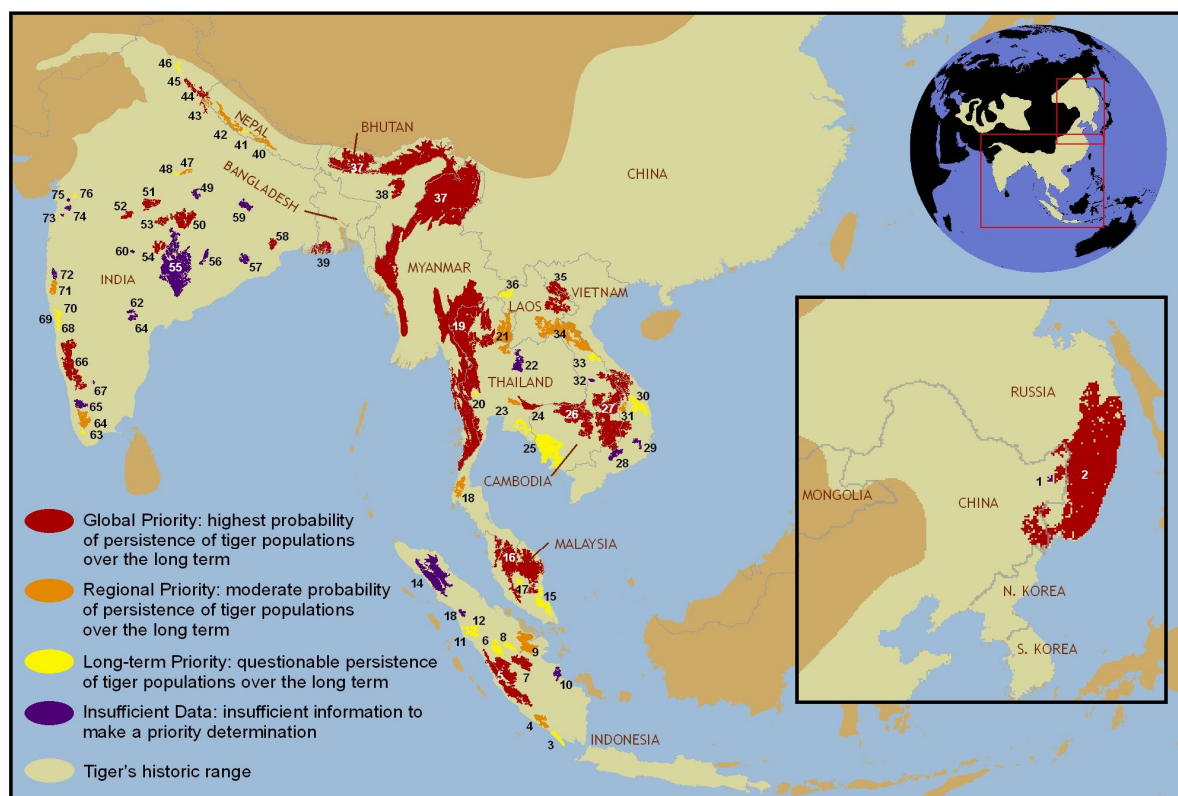 46
45
44
43
42
41
40
NEPAL
BHUTAN
37
38
37
CHINA
BANGLADESH
48
47
75
76
49
51
52
73
74
59
53
50
58
60
54
55
56
57
39
INDIA
72
71
62
64
70
69
68
66
67
65
64
63
MYANMAR
36
35
VIETNAM
LAOS
19
21
34
22
33
32
THAILAND
20
23
24
26
27
30
31
25
29
28
CAMBODIA
18
MALAYSIA
16
17
15
14
18
12
11
6
8
9
5
7
10
4
3
INDONESIA
Global Priority: highest probability
of persistence of tiger populations
over the long term
Regional Priority: moderate probability
of persistence of tiger populations
over the long term
Long-term Priority: questionable persistence
of tiger populations over the long term
Insufficient Data: insufficient information to
make a priority determination
Tiger's historic range
RUSSIA
1
2
MONGOLIA
CHINA
N. KOREA
S. KOREA